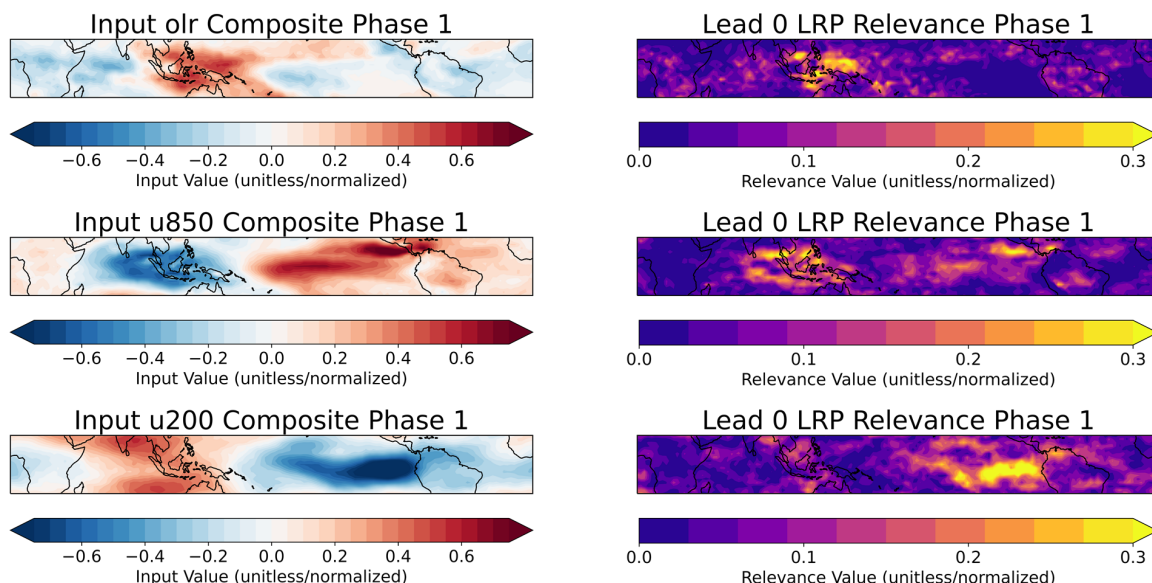 Input olr Composite Phase 1
Lead 0 LRP Relevance Phase 1
−0.6 −0.4 −0.2 0.0 0.2 0.4 0.6
Input Value (unitless/normalized)
0.0 0.1 0.2 0.3
Relevance Value (unitless/normalized)
Input u850 Composite Phase 1
Lead 0 LRP Relevance Phase 1
−0.6 −0.4 −0.2 0.0 0.2 0.4 0.6
Input Value (unitless/normalized)
0.0 0.1 0.2 0.3
Relevance Value (unitless/normalized)
Input u200 Composite Phase 1
Lead 0 LRP Relevance Phase 1
−0.6 −0.4 −0.2 0.0 0.2 0.4 0.6
Input Value (unitless/normalized)
0.0 0.1 0.2 0.3
Relevance Value (unitless/normalized)